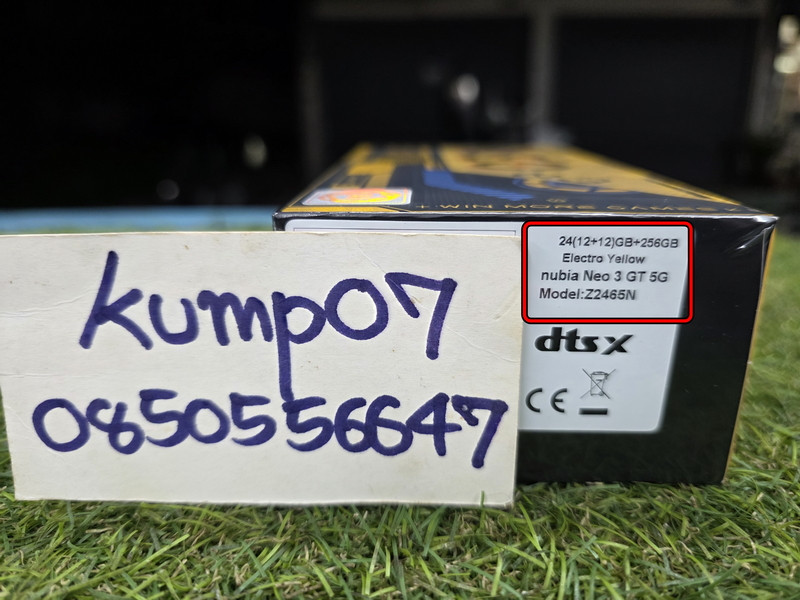 WIN MORE GAMES
24(12+12)GB+256GB
Electro Yellow
nubia Neo 3 GT 5G
Model:Z2465N
dts x
CE
kump07
0850556647